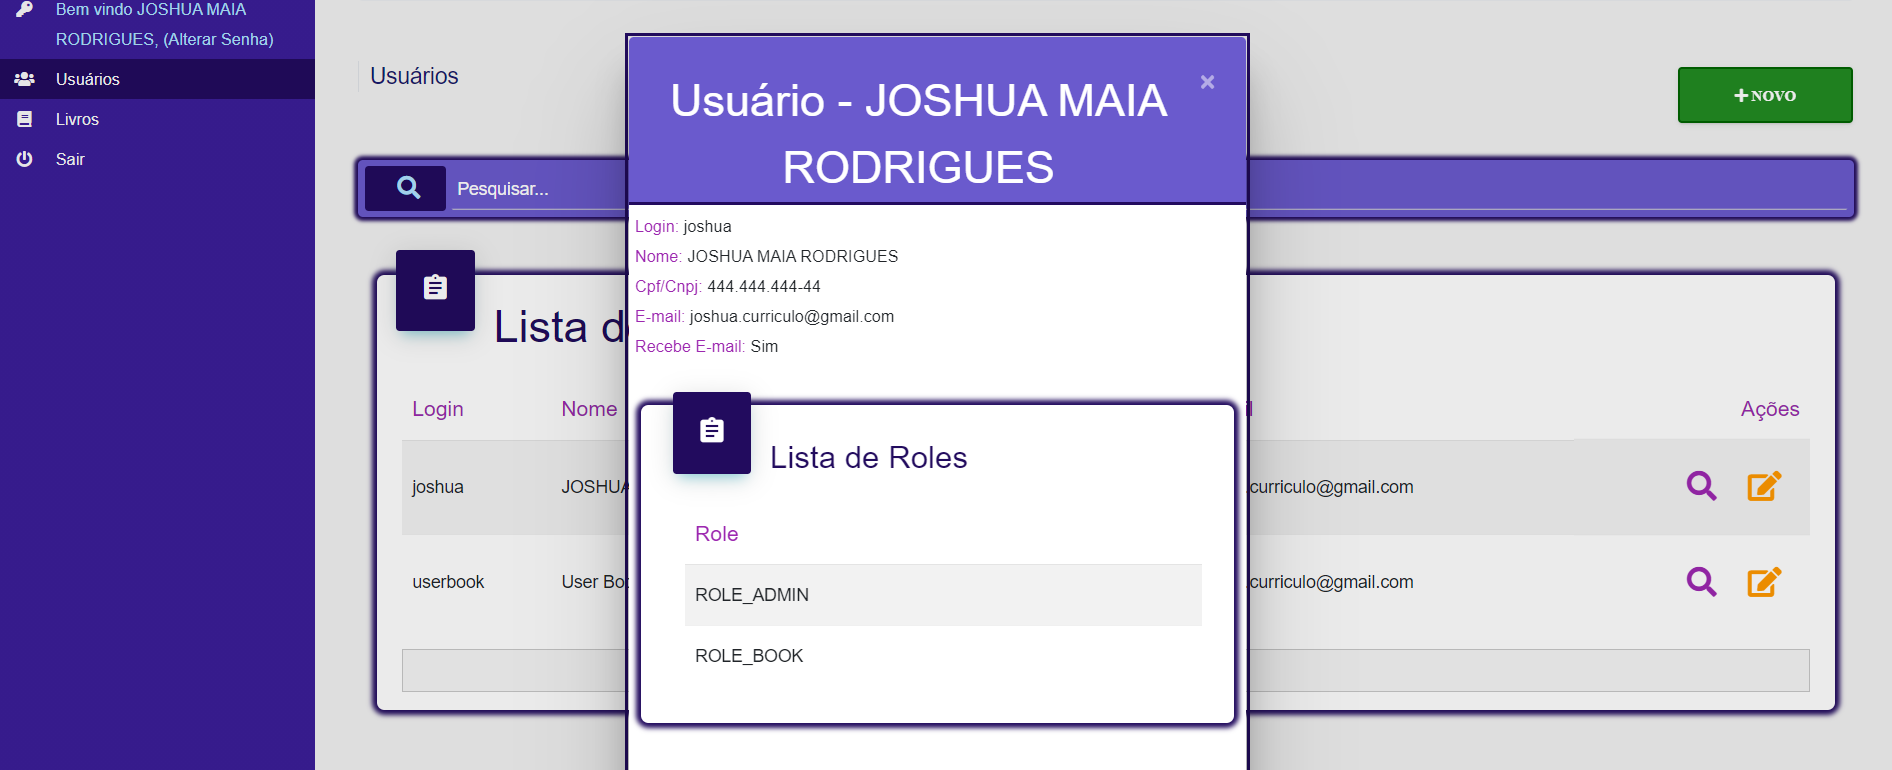 Bem vindo JOSHUA MAIA
RODRIGUES, (Alterar Senha)
Usuários
Livros
Sair
Usuários
NOVO
Pesquisar...
Lista d
Login Nome Ações
joshua JOSHUA .curriculo@gmail.com
userbook User Bo curriculo@gmail.com
Usuário - JOSHUA MAIA
RODRIGUES
×
Login: joshua
Nome: JOSHUA MAIA RODRIGUES
Cpf/Cnpj: 444.444.444-44
E-mail: joshua.curriculo@gmail.com
Recebe E-mail: Sim
Lista de Roles
Role
ROLE_ADMIN
ROLE_BOOK